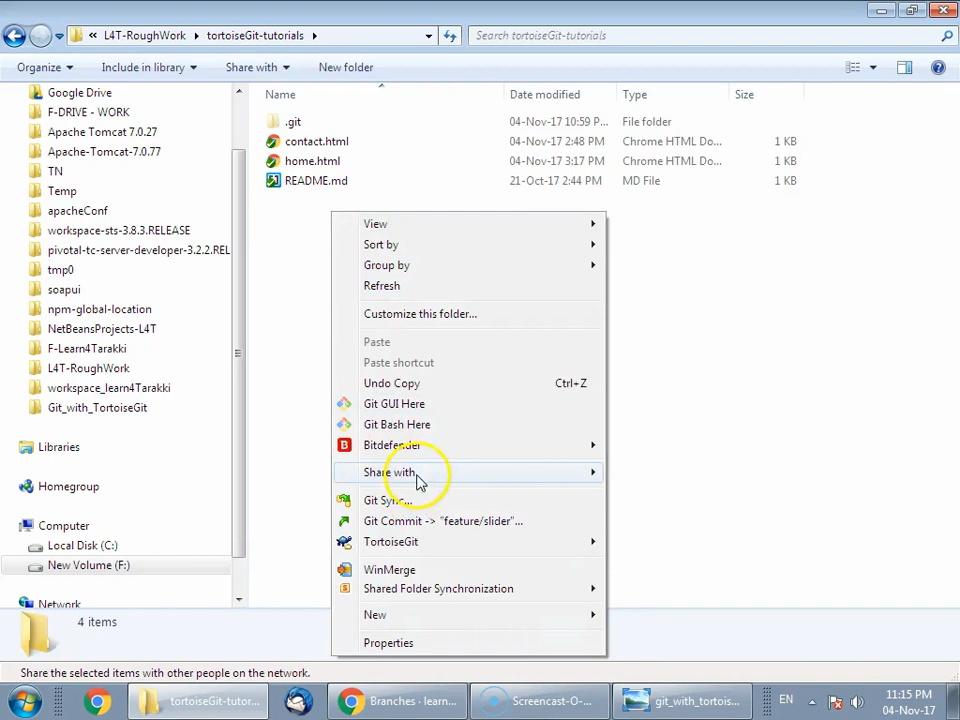 « L4T-RoughWork ▸ tortoiseGit-tutorials ▸
Search tortoiseGit-tutorials
Organize
Include in library
Share with
New folder
Google Drive
F-DRIVE - WORK
Apache Tomcat 7.0.27
Apache-Tomcat-7.0.77
TN
Temp
apacheConf
workspace-sts-3.8.3.RELEASE
pivotal-tc-server-developer-3.2.2.REL
tmp0
soapui
npm-global-location
NetBeansProjects-L4T
F-Learn4Tarakki
L4T-RoughWork
workspace_learn4Tarakki
Git_with_TortoiseGit
Libraries
Homegroup
Computer
Local Disk (C:)
New Volume (F:)
Network
Name Date modified Type Size
.git 04-Nov-17 10:59 P... File folder
contact.html 04-Nov-17 2:48 PM Chrome HTML Do... 1 KB
home.html 04-Nov-17 3:17 PM Chrome HTML Do... 1 KB
README.md 21-Oct-17 2:44 PM MD File 1 KB
View
Sort by
Group by
Refresh
Customize this folder...
Paste
Paste shortcut
Undo Copy Ctrl+Z
Git GUI Here
Git Bash Here
Bitdefender
Share with
Git Sync...
Git Commit -> "feature/slider"...
TortoiseGit
WinMerge
Shared Folder Synchronization
New
Properties
4 items
Share the selected items with other people on the network.
tortoiseGit-tutor...
Branches - learn...
Screencast-O-...
git_with_tortois...
EN
11:15 PM
04-Nov-17